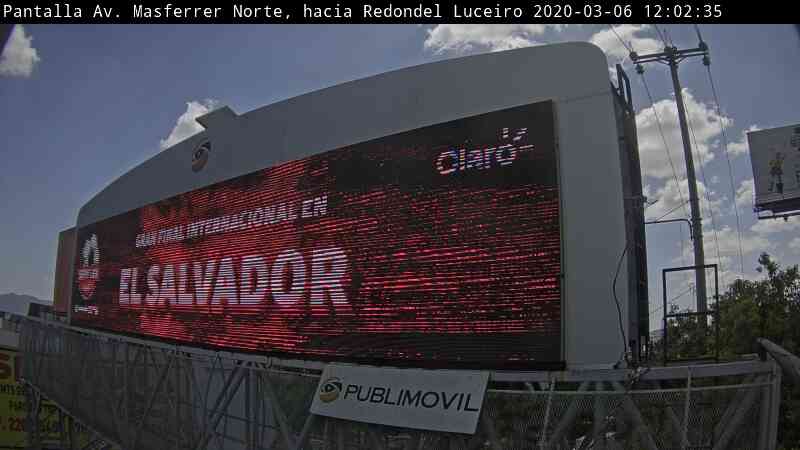 Pantalla Av. Masferrer Norte, hacia Redondel Luceiro 2020-03-06 12:02:35
Claro
GRAN FINAL INTERNACIONAL EN
EL SALVADOR
PUBLIMOVIL